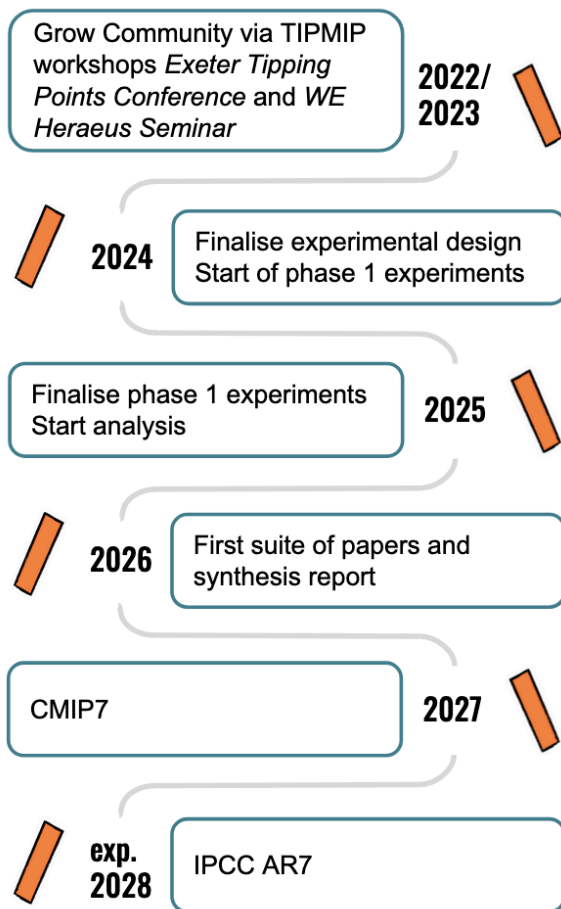 Grow Community via TIPMIP
workshops Exeter Tipping
Points Conference and WE
Heraeus Seminar
2022/
2023
2024
Finalise experimental design
Start of phase 1 experiments
Finalise phase 1 experiments
Start analysis
2025
2026
First suite of papers and
synthesis report
CMIP7
2027
exp.
2028
IPCC AR7